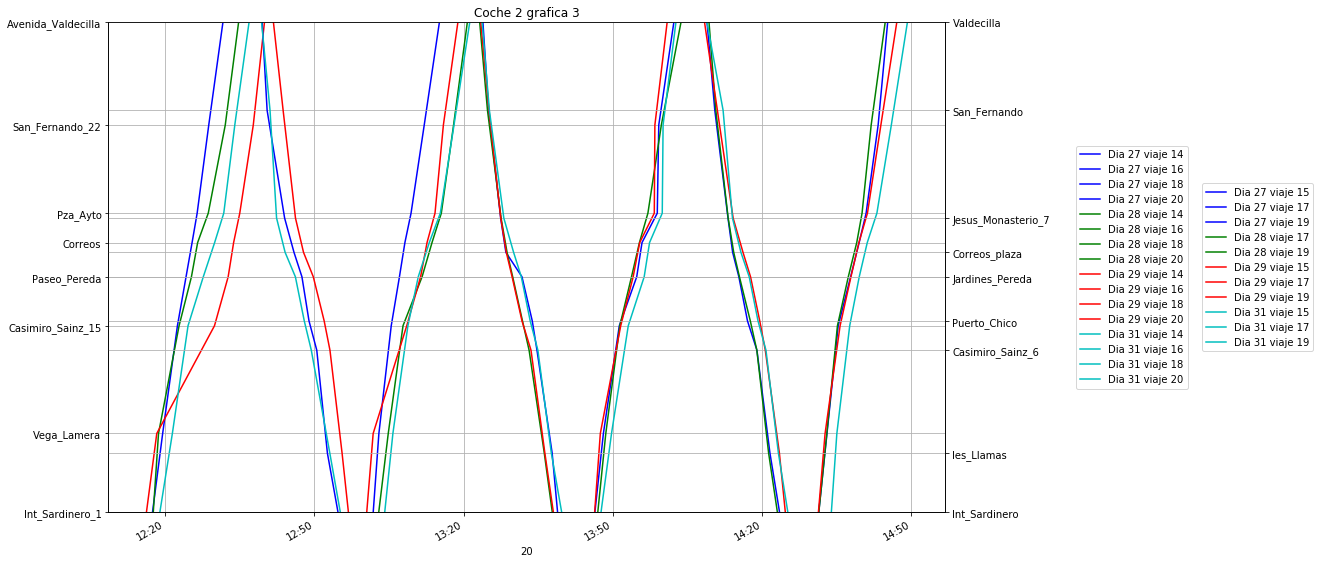 Coche 2 grafica 3
Avenida_Valdecilla
San_Fernando_22
Pza_Ayto
Correos
Paseo_Pereda
Casimiro_Sainz_15
Vega_Lamera
Int_Sardinero_1
Valdecilla
San_Fernando
Jesus_Monasterio_7
Correos_plaza
Jardines_Pereda
Puerto_Chico
Casimiro_Sainz_6
Ies_Llamas
Int_Sardinero
12:20
12:50
13:20
13:50
14:20
14:50
20
Dia 27 viaje 14
Dia 27 viaje 16
Dia 27 viaje 18
Dia 27 viaje 20
Dia 28 viaje 14
Dia 28 viaje 16
Dia 28 viaje 18
Dia 28 viaje 20
Dia 29 viaje 14
Dia 29 viaje 16
Dia 29 viaje 18
Dia 29 viaje 20
Dia 31 viaje 14
Dia 31 viaje 16
Dia 31 viaje 18
Dia 31 viaje 20
Dia 27 viaje 15
Dia 27 viaje 17
Dia 27 viaje 19
Dia 28 viaje 17
Dia 28 viaje 19
Dia 29 viaje 15
Dia 29 viaje 17
Dia 29 viaje 19
Dia 31 viaje 15
Dia 31 viaje 17
Dia 31 viaje 19